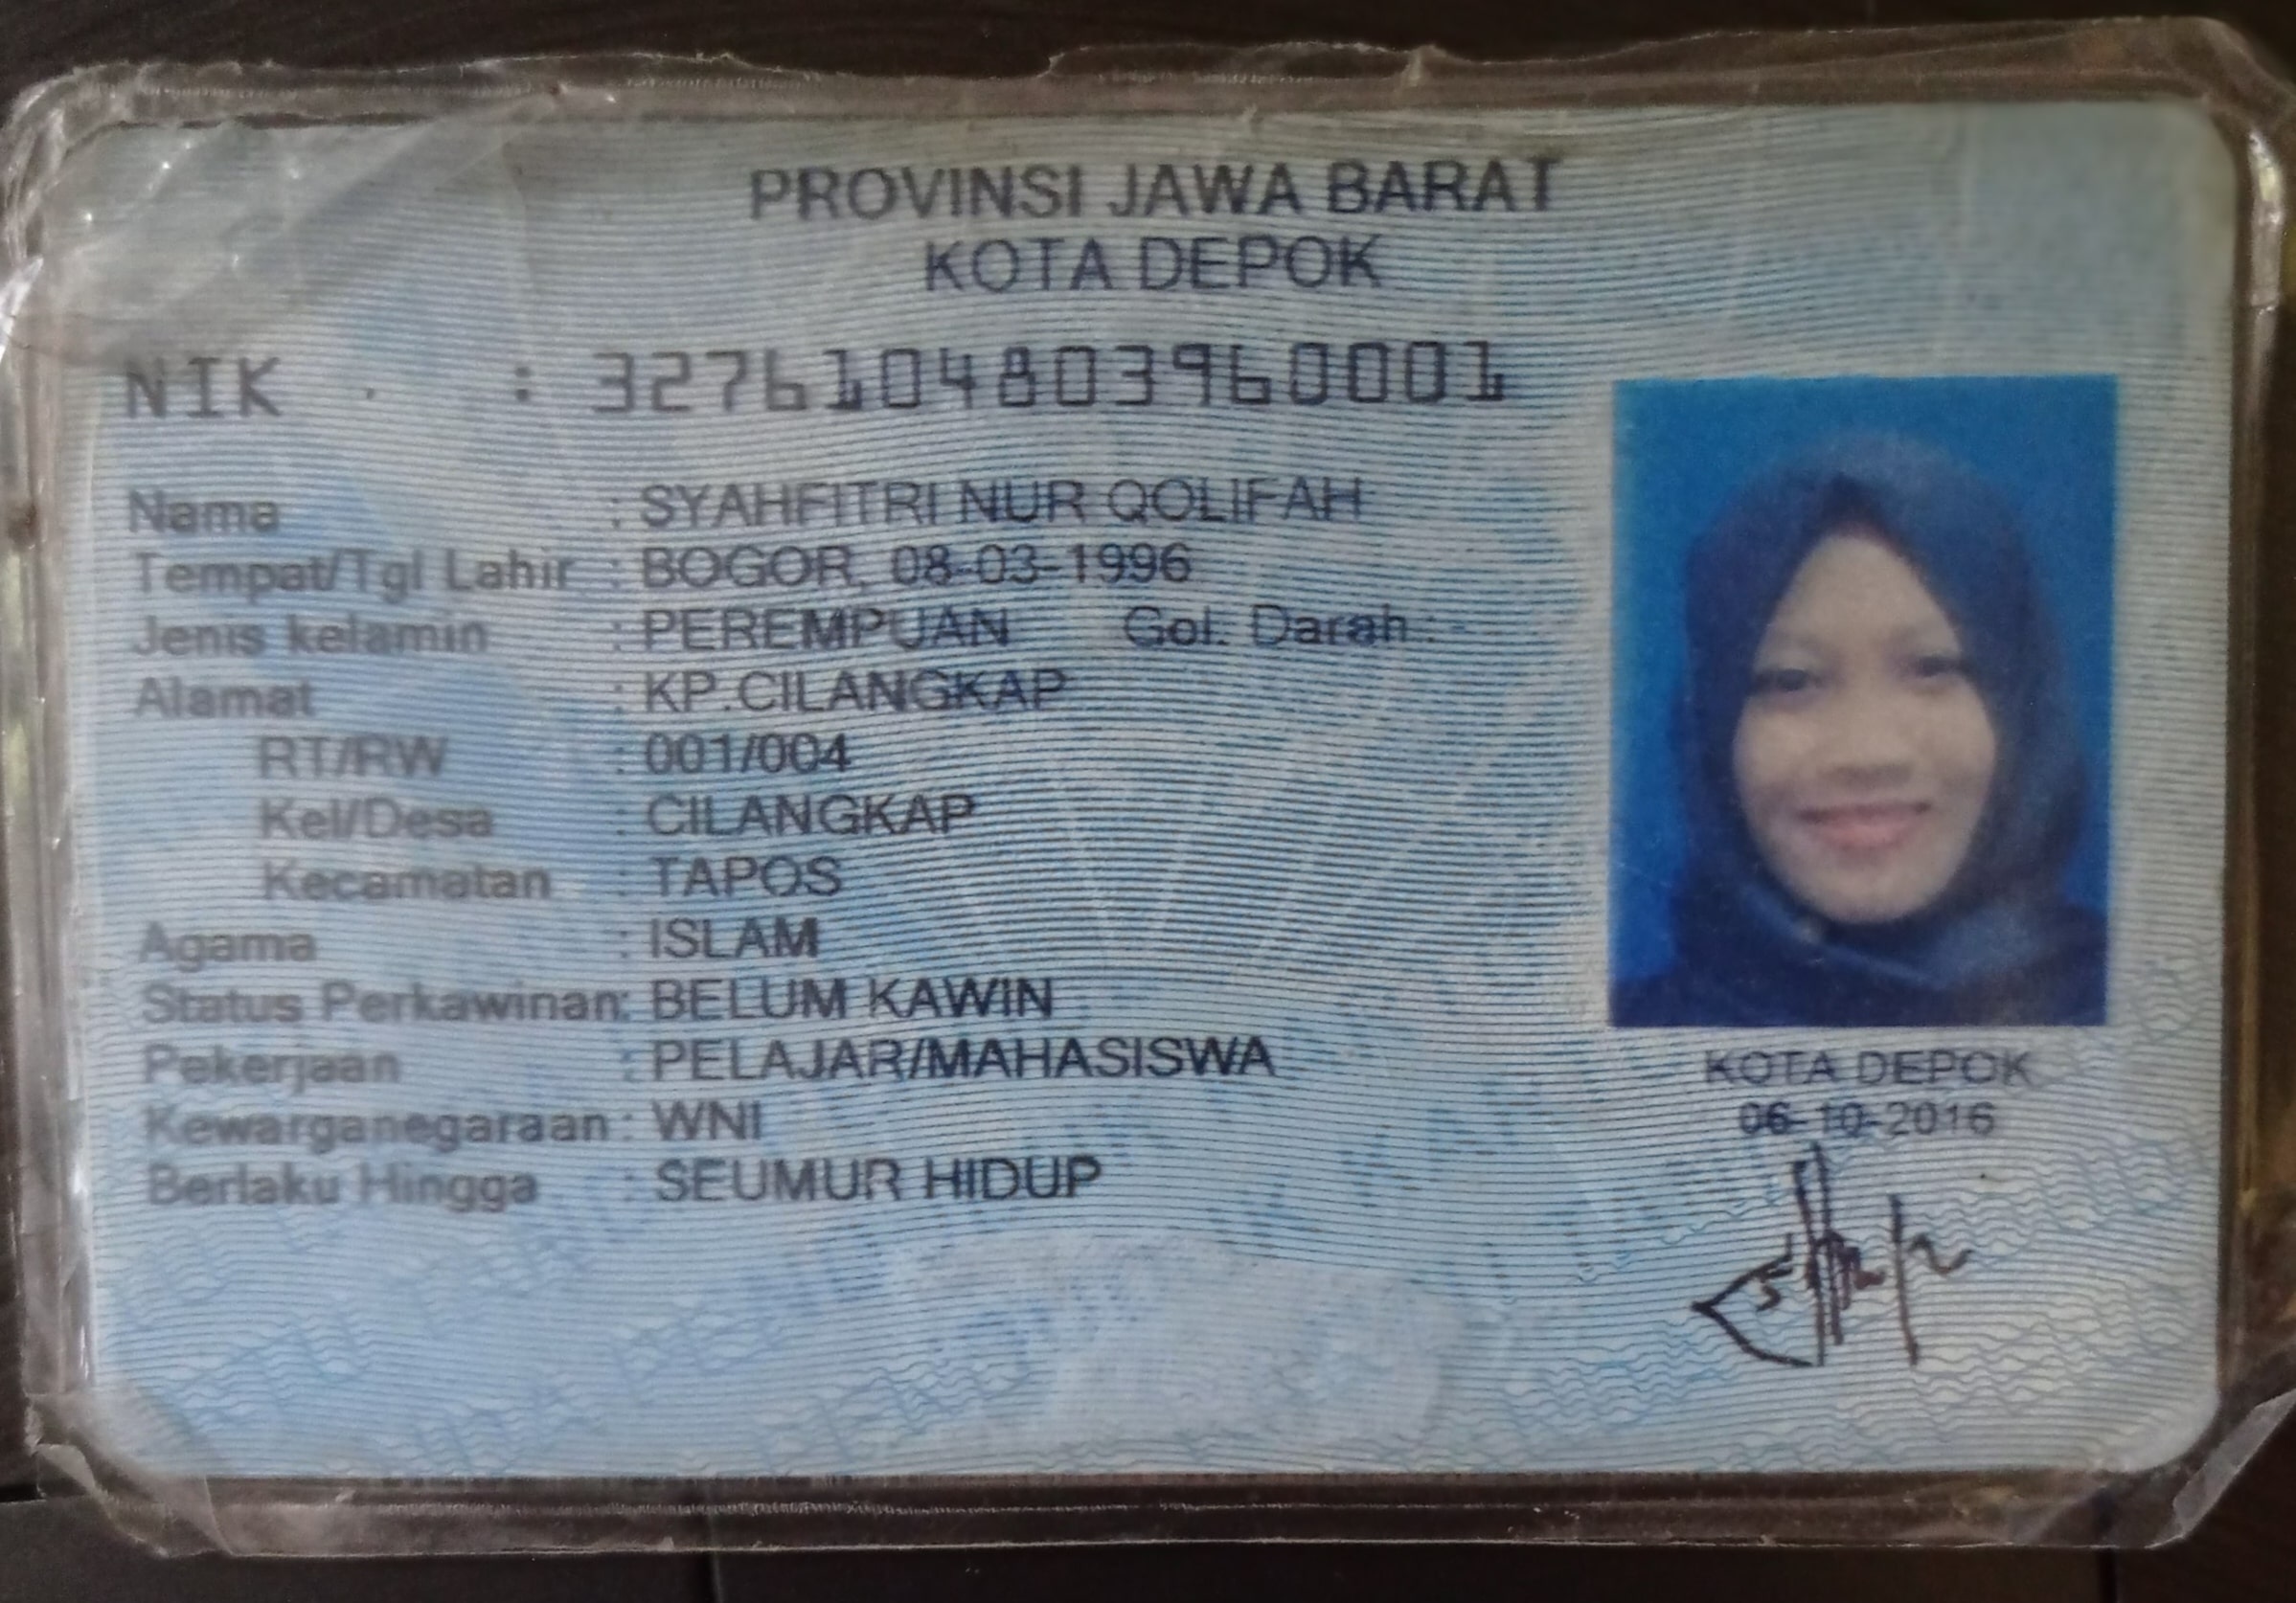 PROVINSI JAWA BARAT
KOTA DEPOK
NIK : 3276104803960001
Nama : SYAHFITRI NUR QOLIFAH
Tempat/Tgl Lahir : BOGOR, 08-03-1996
Jenis kelamin : PEREMPUAN Gol. Darah :
Alamat : KP.CILANGKAP
RT/RW : 001/004
Kel/Desa : CILANGKAP
Kecamatan : TAPOS
Agama : ISLAM
Status Perkawinan: BELUM KAWIN
Pekerjaan : PELAJAR/MAHASISWA
Kewarganegaraan : WNI
Berlaku Hingga : SEUMUR HIDUP
KOTA DEPOK
06-10-2016